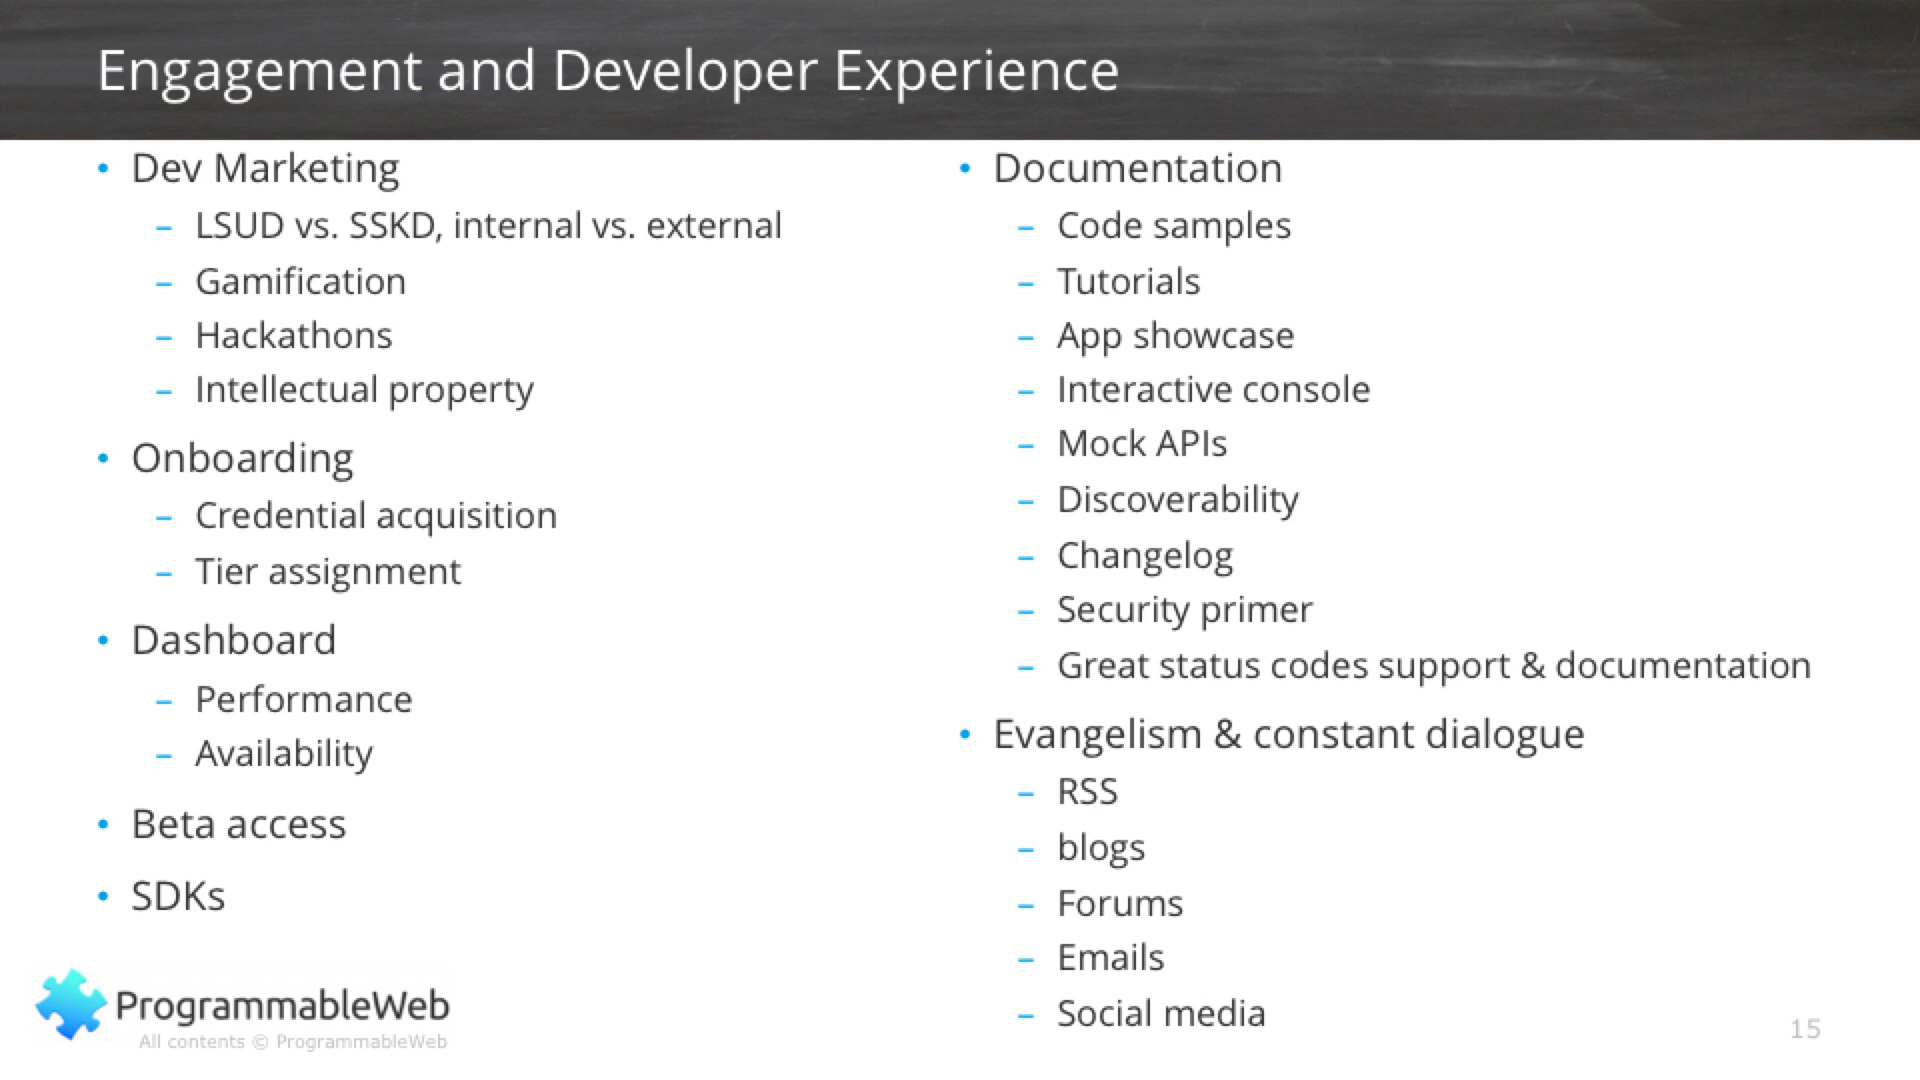 Engagement and Developer Experience
• Dev Marketing
– LSUD vs. SSKD, internal vs. external
– Gamification
– Hackathons
– Intellectual property
• Onboarding
– Credential acquisition
– Tier assignment
• Dashboard
– Performance
– Availability
• Beta access
• SDKs
• Documentation
– Code samples
– Tutorials
– App showcase
– Interactive console
– Mock APIs
– Discoverability
– Changelog
– Security primer
– Great status codes support & documentation
• Evangelism & constant dialogue
– RSS
– blogs
– Forums
– Emails
– Social media
ProgrammableWeb
All contents © ProgrammableWeb
15